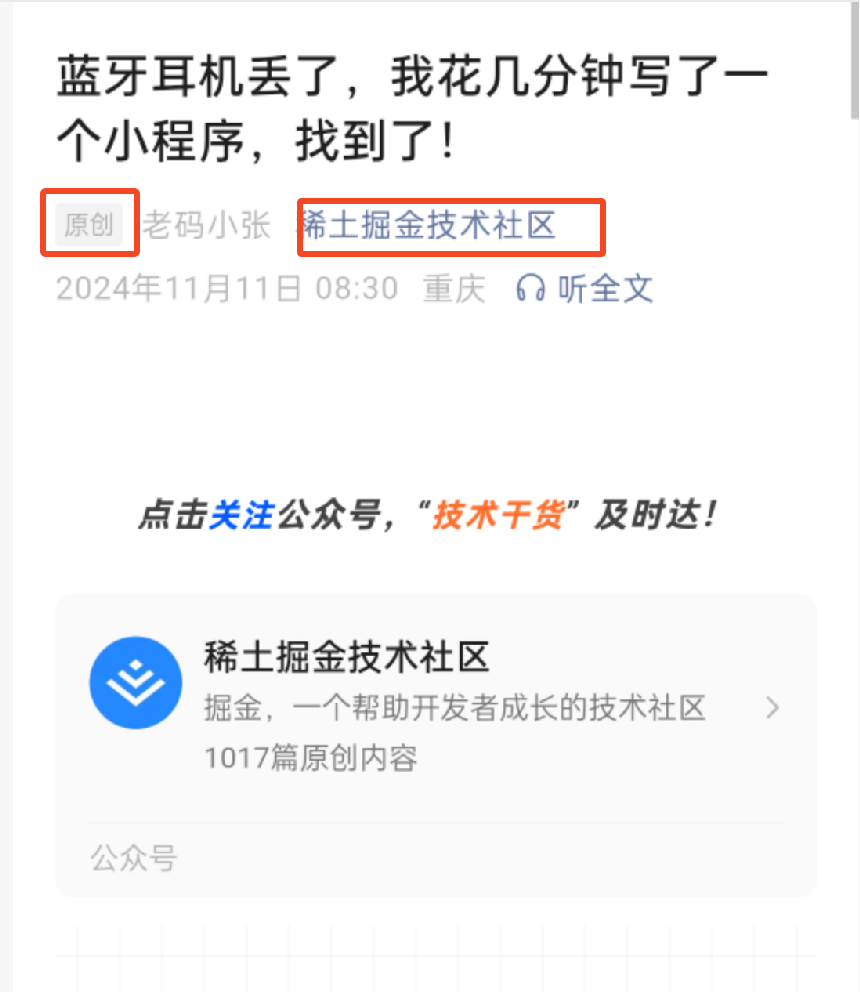 蓝牙耳机丢了，我花几分钟写了一
个小程序，找到了！
原创 老码小张 稀土掘金技术社区
2024年11月11日 08:30 重庆 听全文
点击关注公众号，“技术干货” 及时达！
稀土掘金技术社区
掘金，一个帮助开发者成长的技术社区
1017篇原创内容
公众号